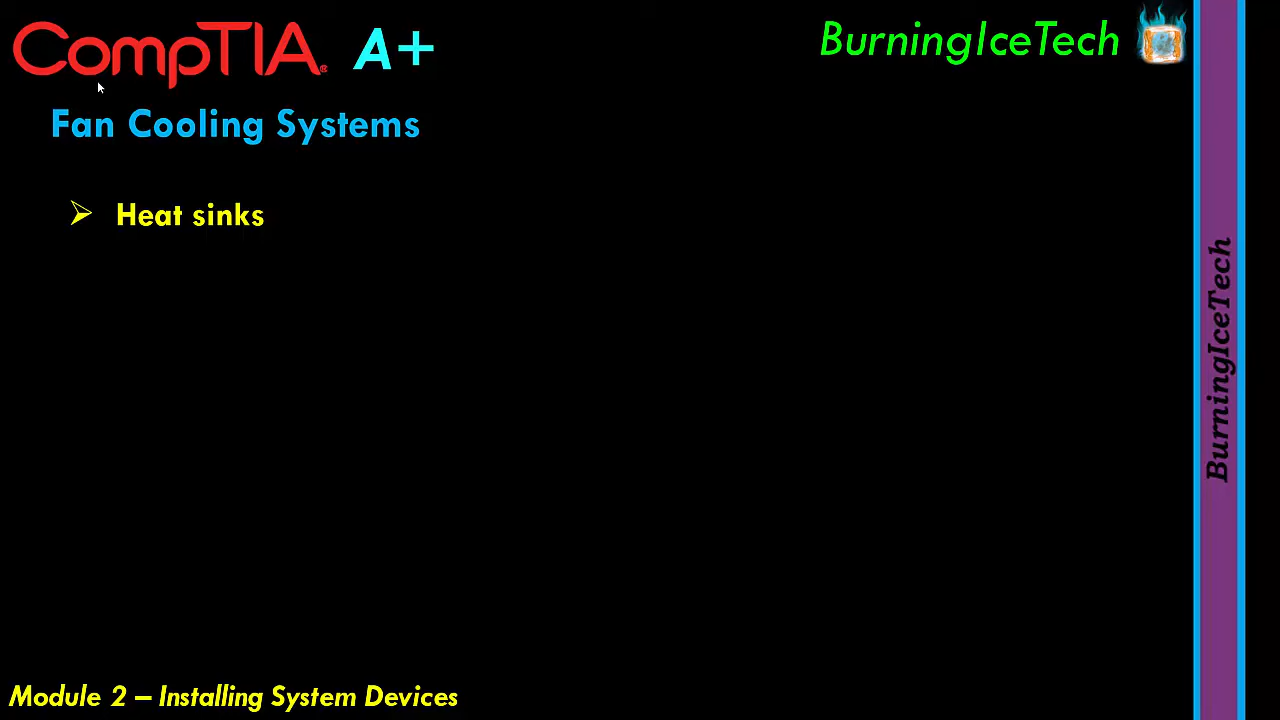 CompTIA® A+
BurningIceTech
Fan Cooling Systems
➢ Heat sinks
BurningIceTech
Module 2 – Installing System Devices